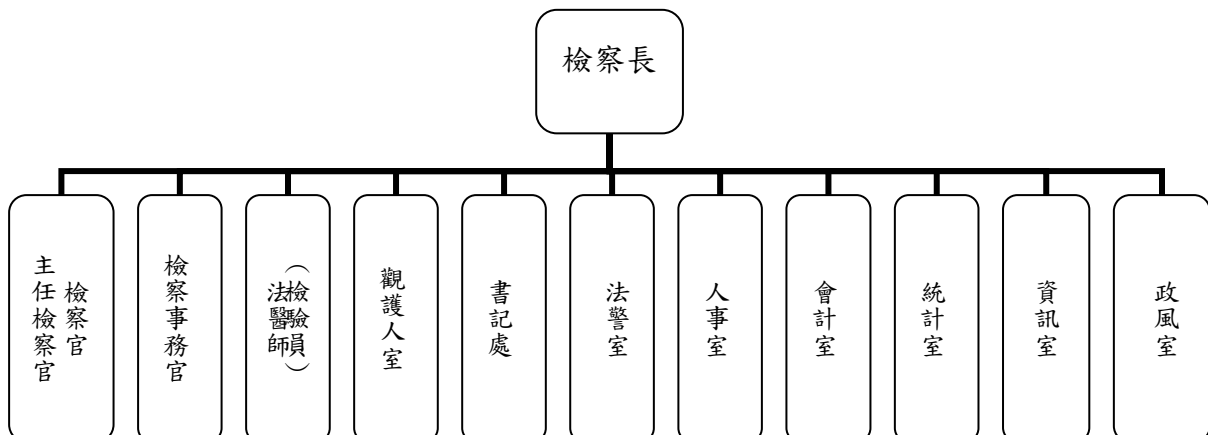 檢察長
主任檢察官
檢察官
檢察事務官
法醫師
（檢驗員）
觀護人室
書記處
法警室
人事室
會計室
統計室
資訊室
政風室